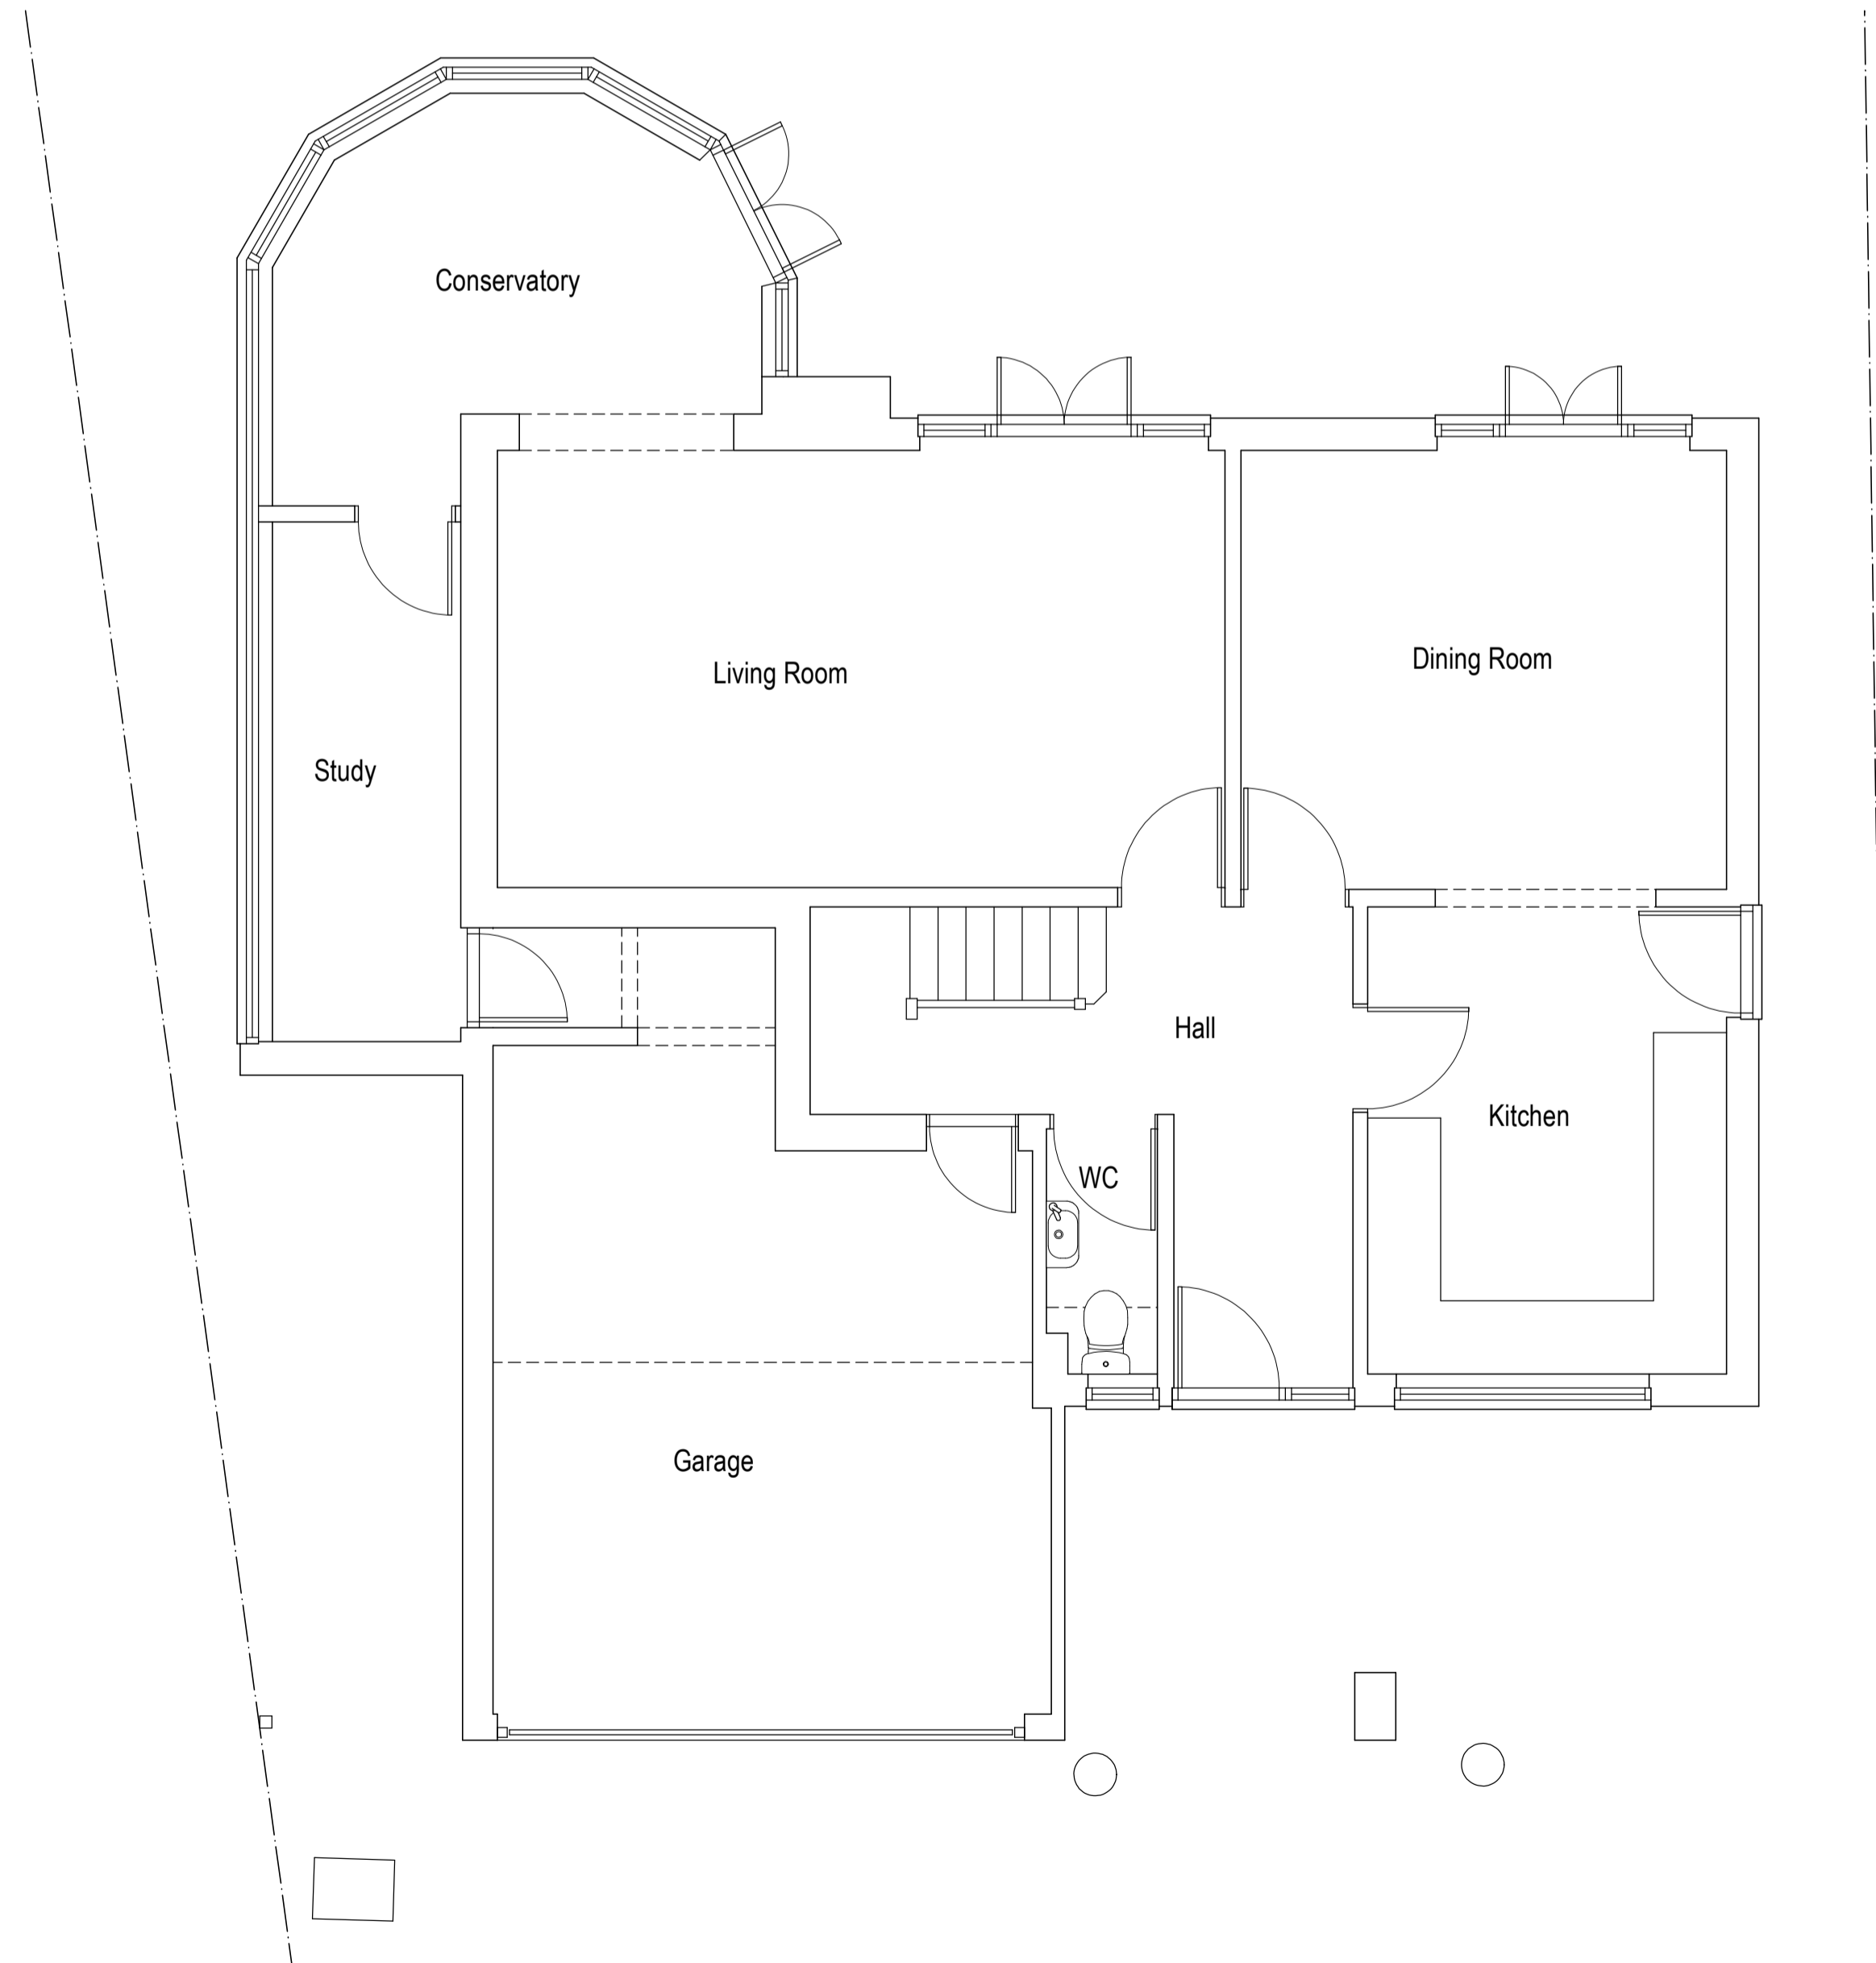 Conservatory
Living Room
Dining Room
Study
Hall
Kitchen
WC
Garage